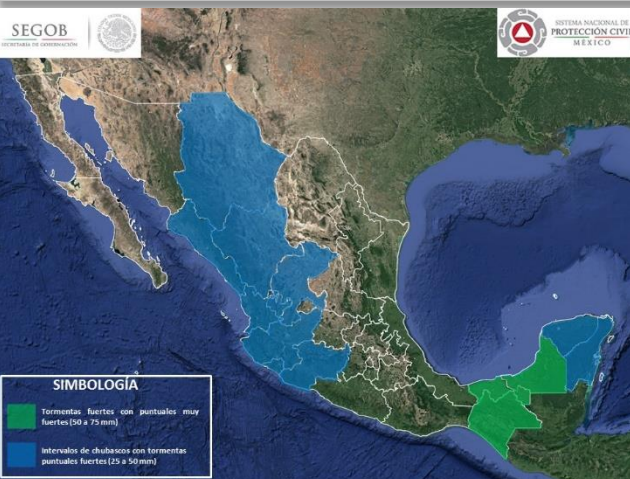 SEGOB
SECRETARÍA DE GOBERNACIÓN
SISTEMA NACIONAL DE
PROTECCIÓN CIVIL
MÉXICO
SIMBOLOGÍA
Tormentas fuertes con puntuales muy
fuertes (50 a 75 mm)
Intervalos de chubascos con tormentas
puntuales fuertes (25 a 50 mm)